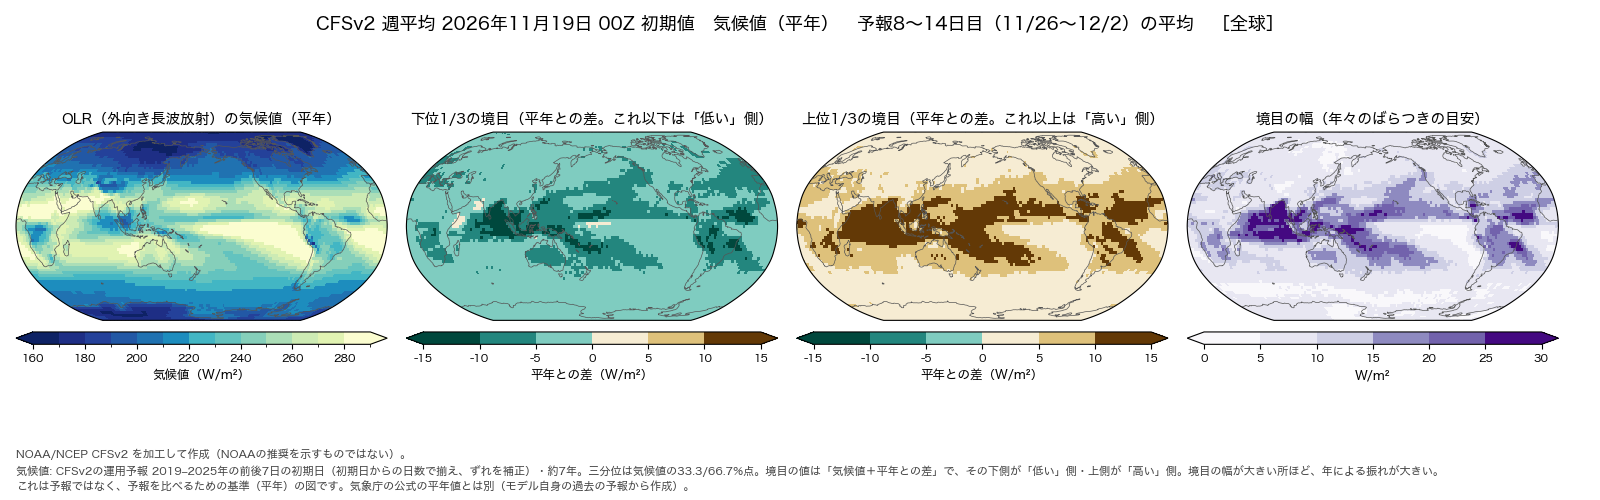 CFSv2 週平均 2026年11月19日 00Z 初期値　気候値（平年）　予報8〜14日目（11/26〜12/2）の平均　［全球］
OLR（外向き長波放射）の気候値（平年）
下位1/3の境目（平年との差。これ以下は「低い」側）
上位1/3の境目（平年との差。これ以上は「高い」側）
境目の幅（年々のばらつきの目安）
160 180 200 220 240 260 280
-15 -10 -5 0 5 10 15
-15 -10 -5 0 5 10 15
0 5 10 15 20 25 30
気候値（W/m²）
平年との差（W/m²）
平年との差（W/m²）
W/m²
NOAA/NCEP CFSv2 を加工して作成（NOAAの推奨を示すものではない）。
気候値: CFSv2の運用予報 2019–2025年の前後7日の初期日（初期日からの日数で揃え、ずれを補正）・約7年。三分位は気候値の33.3/66.7%点。境目の値は「気候値＋平年との差」で、その下側が「低い」側・上側が「高い」側。境目の幅が大きい所ほど、年による振れが大きい。
これは予報ではなく、予報を比べるための基準（平年）の図です。気象庁の公式の平年値とは別（モデル自身の過去の予報から作成）。